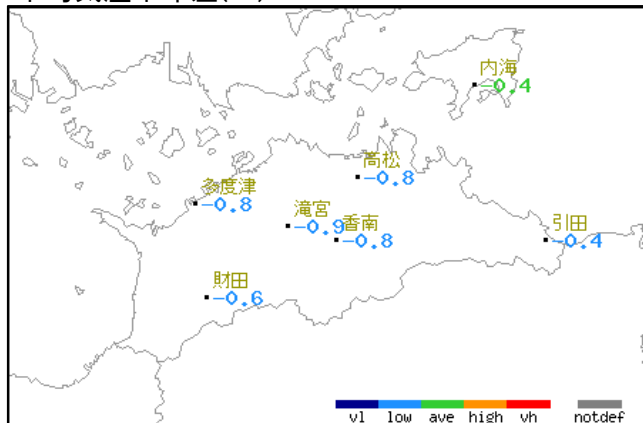 内海
-0.4
高松
-0.8
多度津
-0.8
滝宮
-0.9
香南
-0.8
引田
-0.4
財田
-0.6
vl low ave high vh notdef